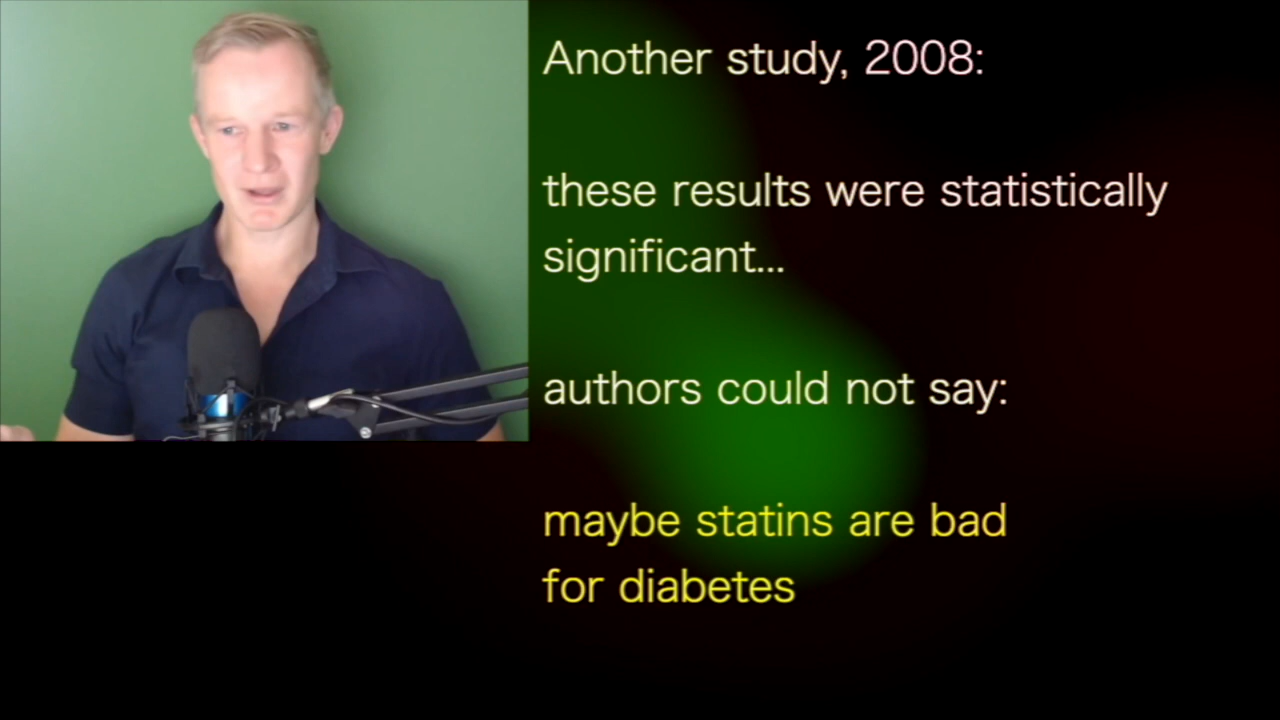 Another study, 2008:
these results were statistically
significant...
authors could not say:
maybe statins are bad
for diabetes